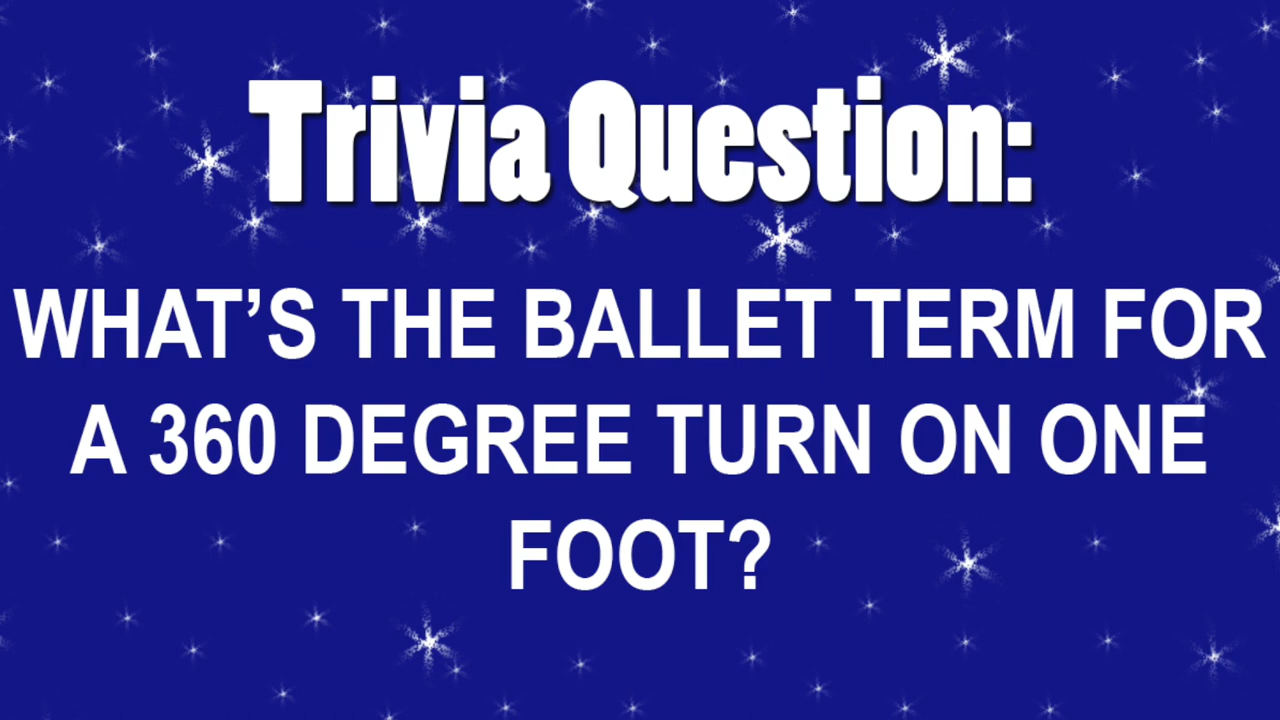 Trivia Question:
WHAT’S THE BALLET TERM FOR
A 360 DEGREE TURN ON ONE
FOOT?